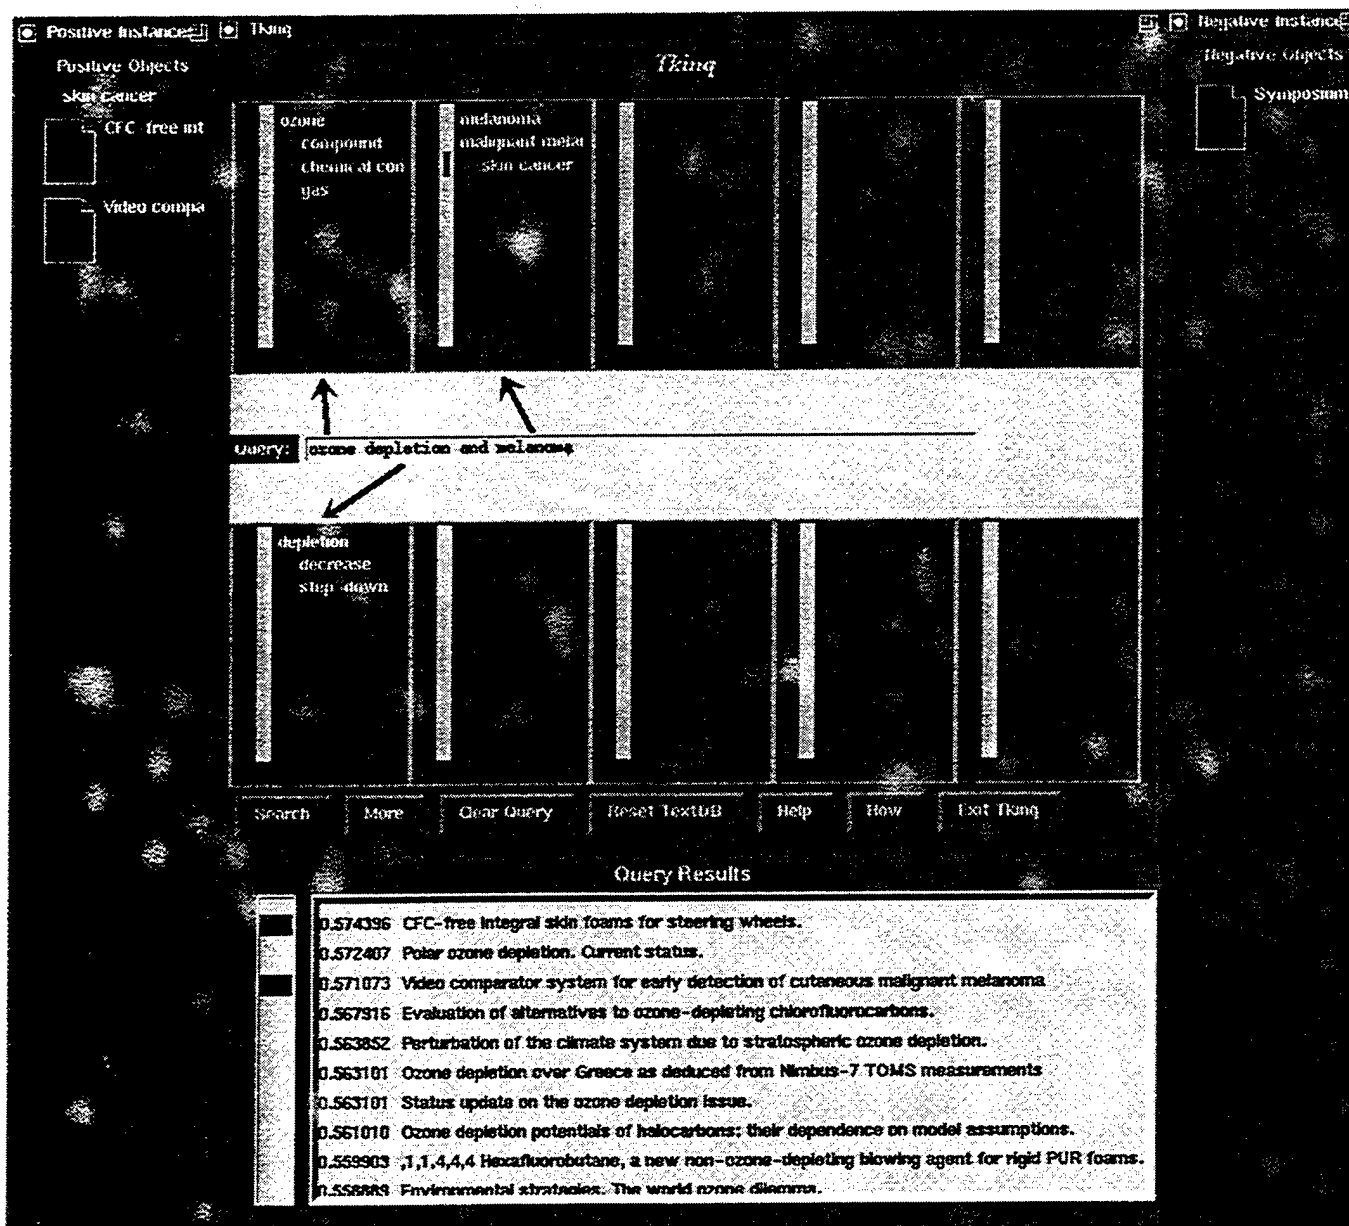 Positive Instances
Tkinq
Negative Instance
Positive Objects
skin cancer
CFC-free int
Video compa
Tkinq
Negative Objects
Symposium
ozone
compound
chemical con
gas
melanoma
malignant melan
skin cancer
Query: ozone depletion and melanoma
depletion
decrease
step-down
Search More Clear Query Reset TextDB Help How Exit Tkinq
Query Results
0.574396 CFC-free integral skin foams for steering wheels.
0.572407 Polar ozone depletion. Current status.
0.571073 Video comparator system for early detection of cutaneous malignant melanoma
0.567316 Evaluation of alternatives to ozone-depleting chlorofluorocarbons.
0.563852 Perturbation of the climate system due to stratospheric ozone depletion.
0.563101 Ozone depletion over Greece as deduced from Nimbus-7 TOMS measurements
0.563101 Status update on the ozone depletion issue.
0.561010 Ozone depletion potentials of halocarbons: their dependence on model assumptions.
0.559903 ,1,1,4,4,4 Hexafluorobutane, a new non-ozone-depleting blowing agent for rigid PUR foams.
0.558889 Environmental strategies. The world ozone dilemma.